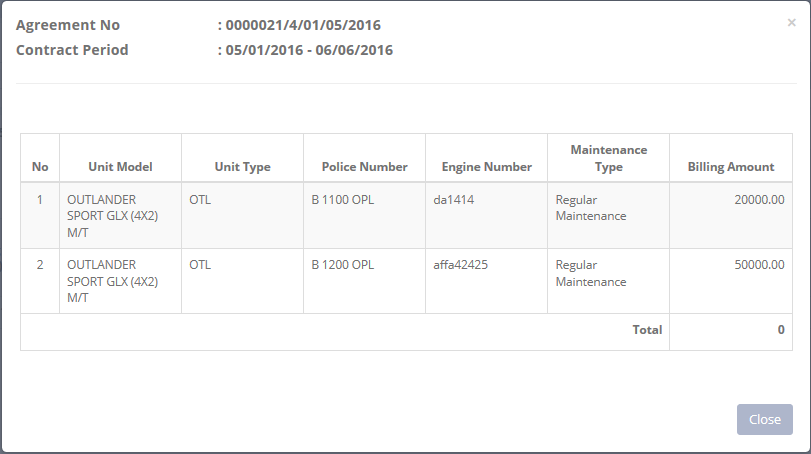 Agreement No : 0000021/4/01/05/2016 ×
Contract Period : 05/01/2016 - 06/06/2016
No Unit Model Unit Type Police Number Engine Number Maintenance Type Billing Amount
1 OUTLANDER OTL B 1100 OPL da1414 Regular 20000.00
SPORT GLX (4X2) Maintenance
M/T
2 OUTLANDER OTL B 1200 OPL affa42425 Regular 50000.00
SPORT GLX (4X2) Maintenance
M/T
Total 0
Close